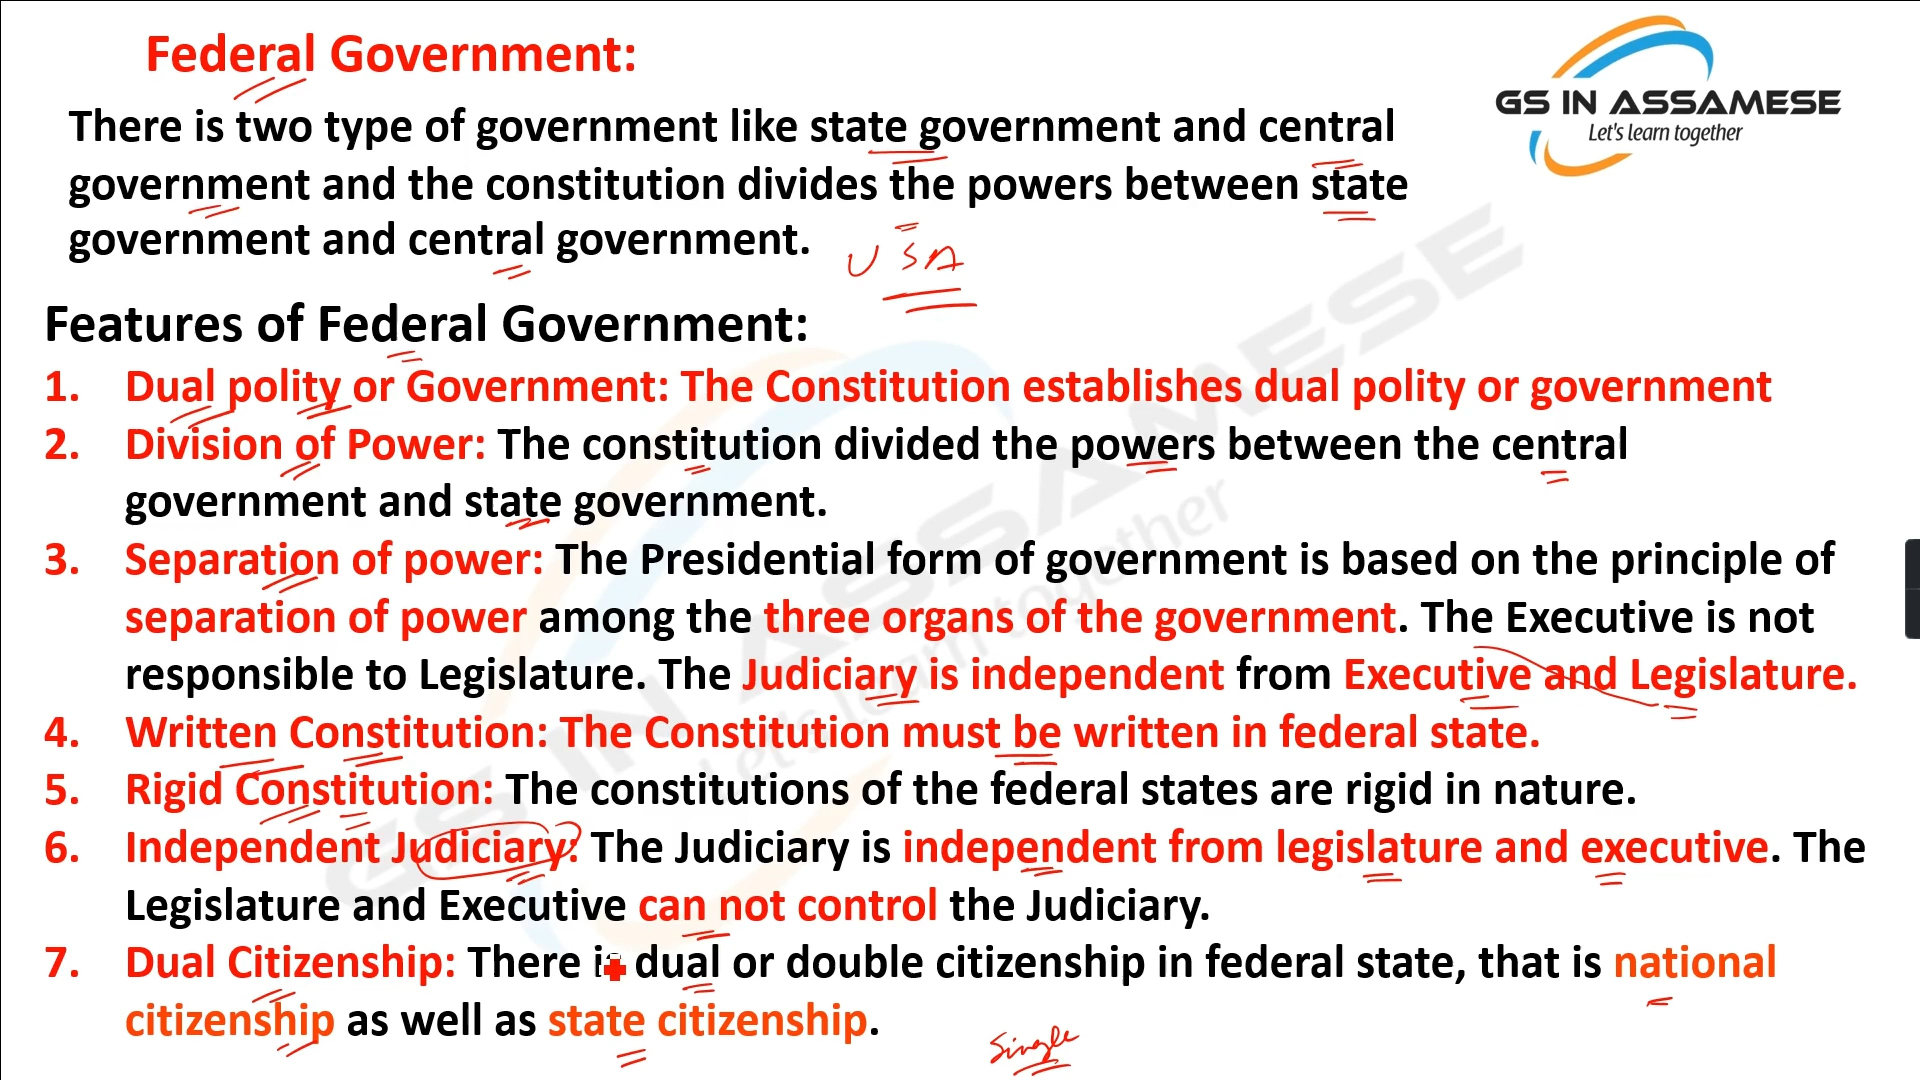 Federal Government:
GS IN ASSAMESE
Let's learn together
There is two type of government like state government and central
government and the constitution divides the powers between state
government and central government.
USA
Features of Federal Government:
1. Dual polity or Government: The Constitution establishes dual polity or government
2. Division of Power: The constitution divided the powers between the central
government and state government.
3. Separation of power: The Presidential form of government is based on the principle of
separation of power among the three organs of the government. The Executive is not
responsible to Legislature. The Judiciary is independent from Executive and Legislature.
4. Written Constitution: The Constitution must be written in federal state.
5. Rigid Constitution: The constitutions of the federal states are rigid in nature.
6. Independent Judiciary: The Judiciary is independent from legislature and executive. The
Legislature and Executive can not control the Judiciary.
7. Dual Citizenship: There is dual or double citizenship in federal state, that is national
citizenship as well as state citizenship.
Single
GS IN ASSAMESE
Let's learn together